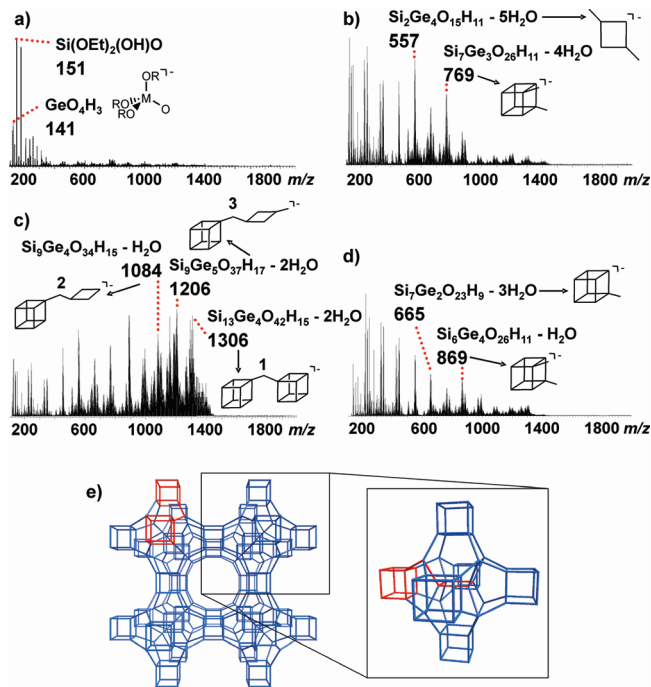 a)
Si(OEt)₂(OH)O
151
GeO₄H₃
141
OR ⌝-
RO M
RO O
200 600 1000 1400 1800 m/z
b)
Si₂Ge₄O₁₅H₁₁ - 5H₂O
557
⌝-
Si₇Ge₃O₂₆H₁₁ - 4H₂O
769
⌝-
200 600 1000 1400 1800 m/z
c)
3
⌝-
Si₉Ge₄O₃₄H₁₅ - H₂O
1084
2
⌝-
Si₉Ge₅O₃₇H₁₇ - 2H₂O
1206
Si₁₃Ge₄O₄₂H₁₅ - 2H₂O
1306
1
⌝-
200 600 1000 1400 1800 m/z
d)
Si₇Ge₂O₂₃H₉ - 3H₂O
665
⌝-
Si₆Ge₄O₂₆H₁₁ - H₂O
869
⌝-
200 600 1000 1400 1800 m/z
e)